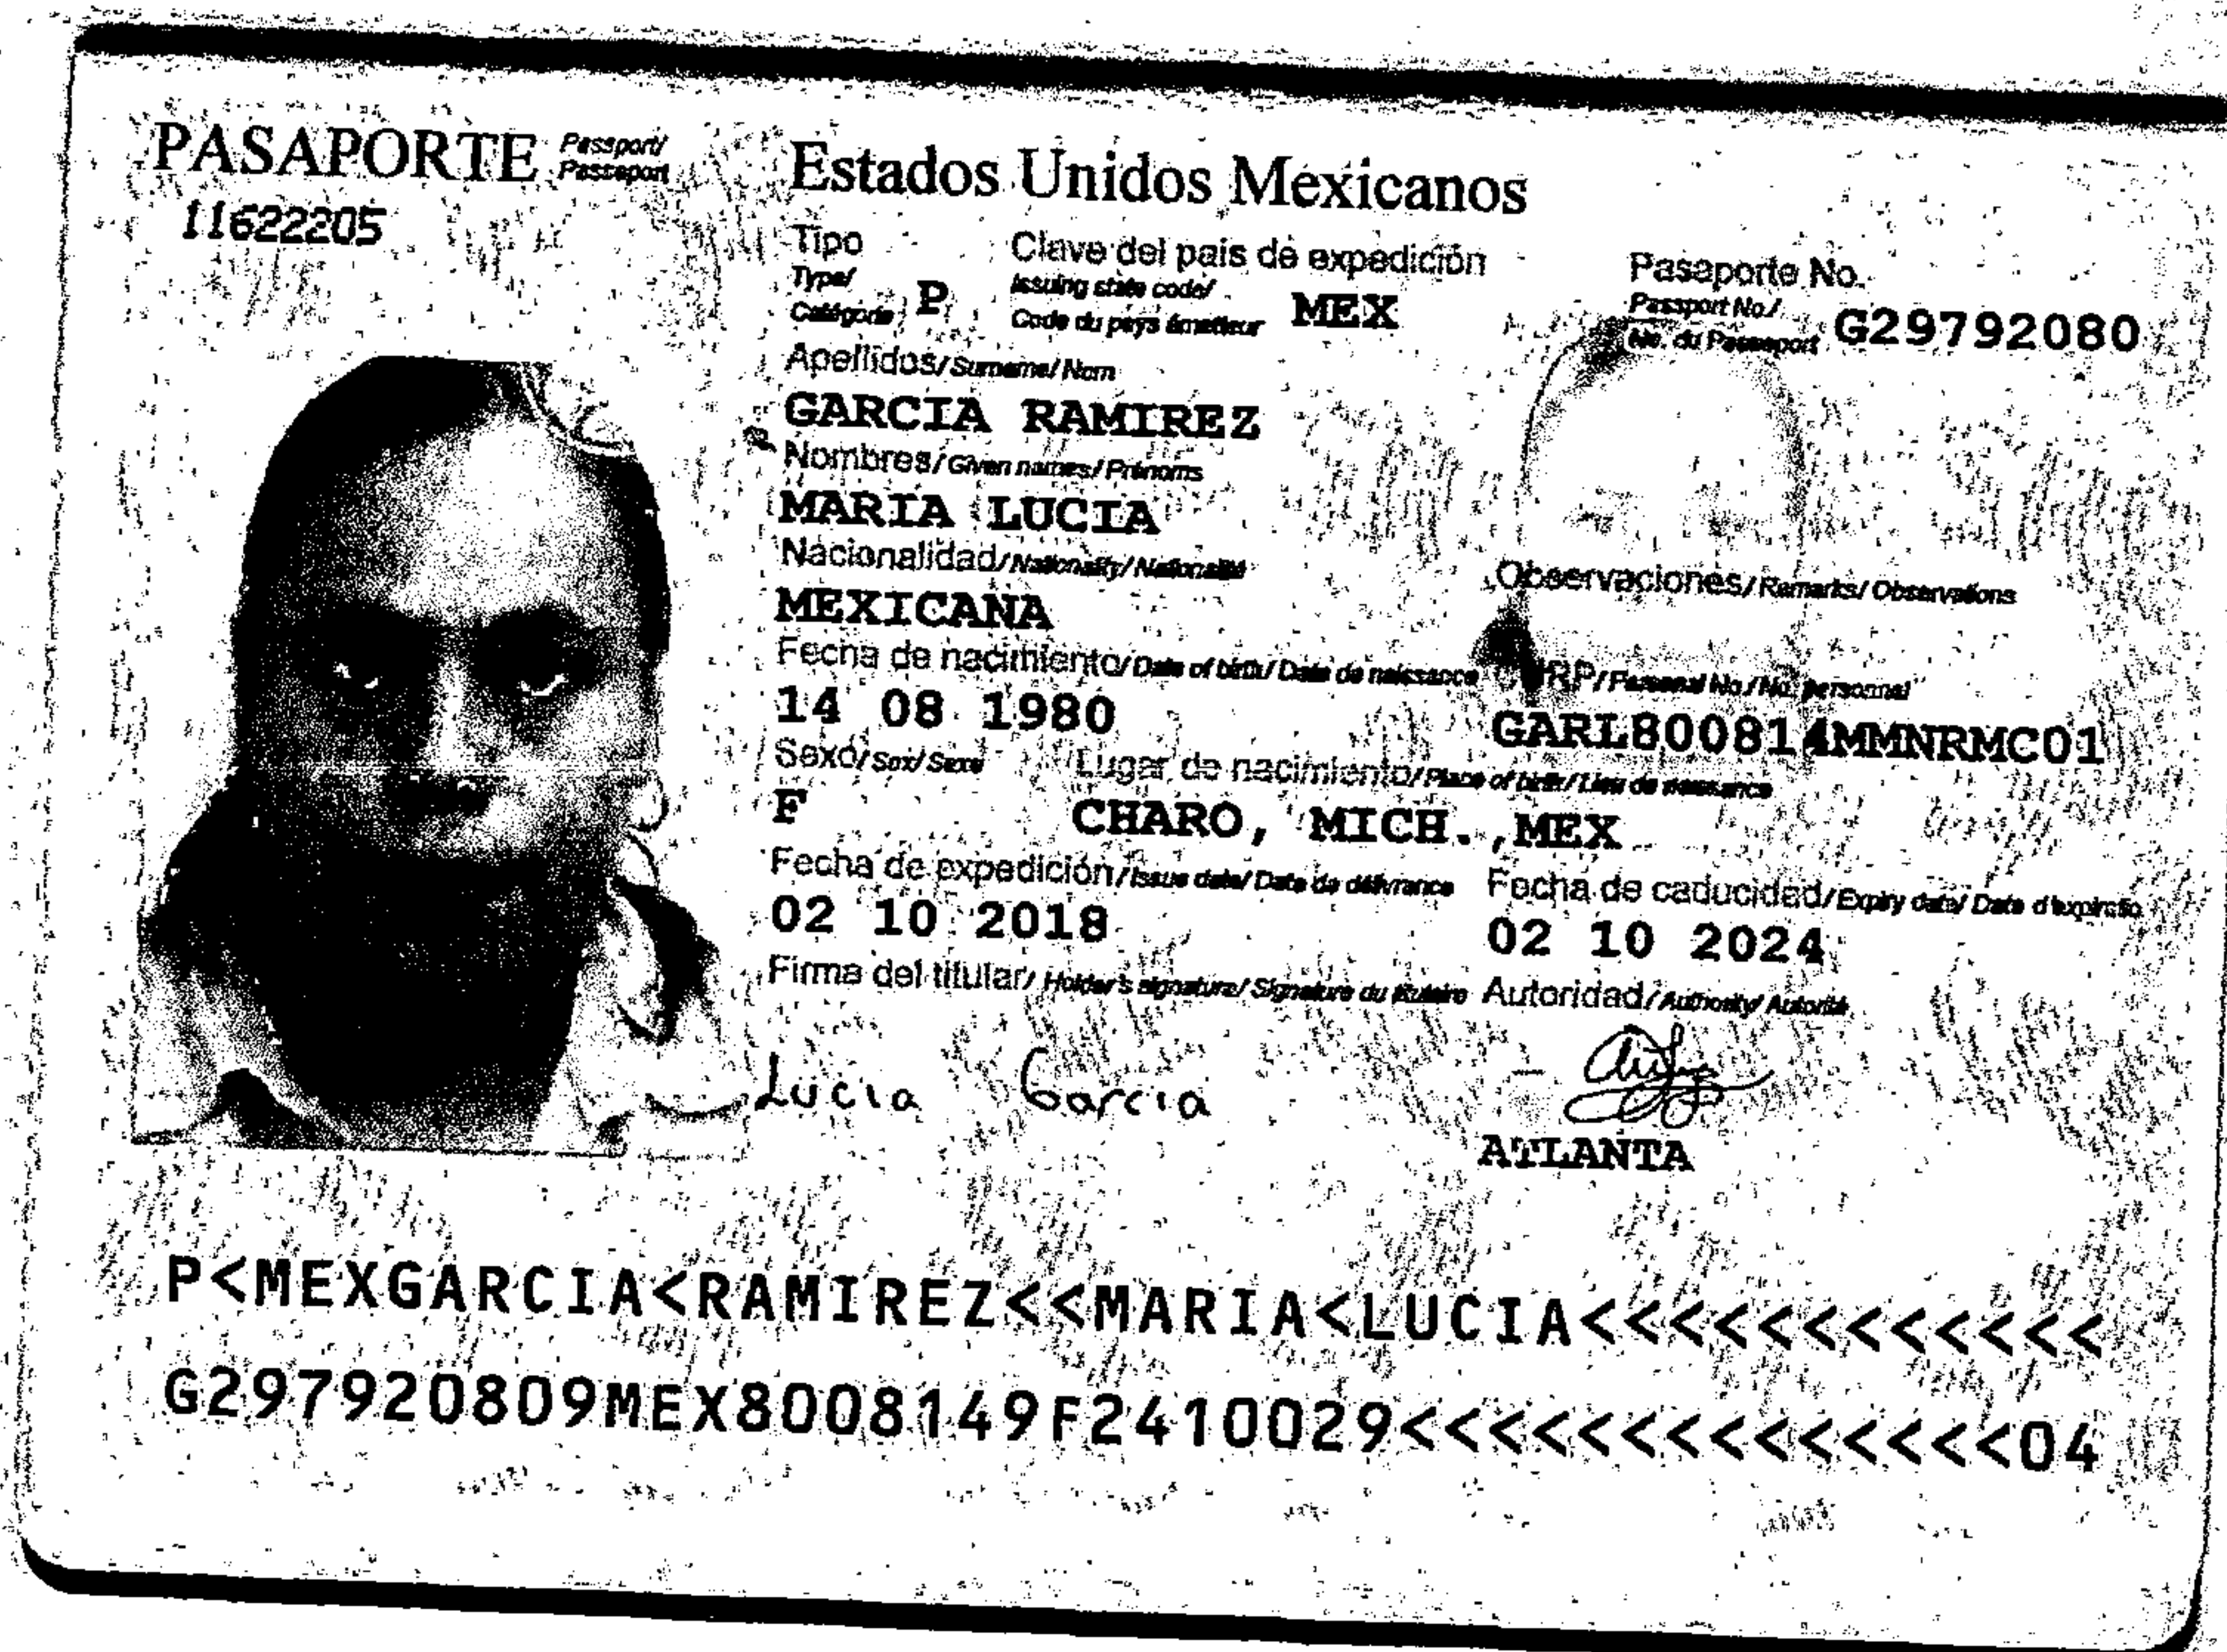 PASAPORTE Passport/ Passeport
11622205
Estados Unidos Mexicanos
Tipo Clave del país de expedición Pasaporte No.
Type/ Issuing state code/ Passport No./
Catégorie P Code du pays émetteur MEX No. du Passeport G29792080
Apellidos/Surname/Nom
GARCIA RAMIREZ
Nombres/Given names/Prénoms
MARIA LUCIA
Nacionalidad/Nationality/Nationalité
MEXICANA
Observaciones/Remarks/Observations
Fecha de nacimiento/Date of birth/Date de naissance CURP/Personal No./No. personnel
14 08 1980 GARL800814MMNRMC01
Sexo/Sex/Sexe Lugar de nacimiento/Place of birth/Lieu de naissance
F CHARO, MICH.,MEX
Fecha de expedición/Issue date/Date de délivrance Fecha de caducidad/Expiry date/Date d'expiratio
02 10 2018 02 10 2024
Firma del titular/Holder's signature/Signature du titulaire Autoridad/Authority/Autorité
Lucia Garcia
ATLANTA
P<MEXGARCIA<RAMIREZ<<MARIA<LUCIA<<<<<<<<<<<<
G297920809MEX8008149F2410029<<<<<<<<<<<<<<04